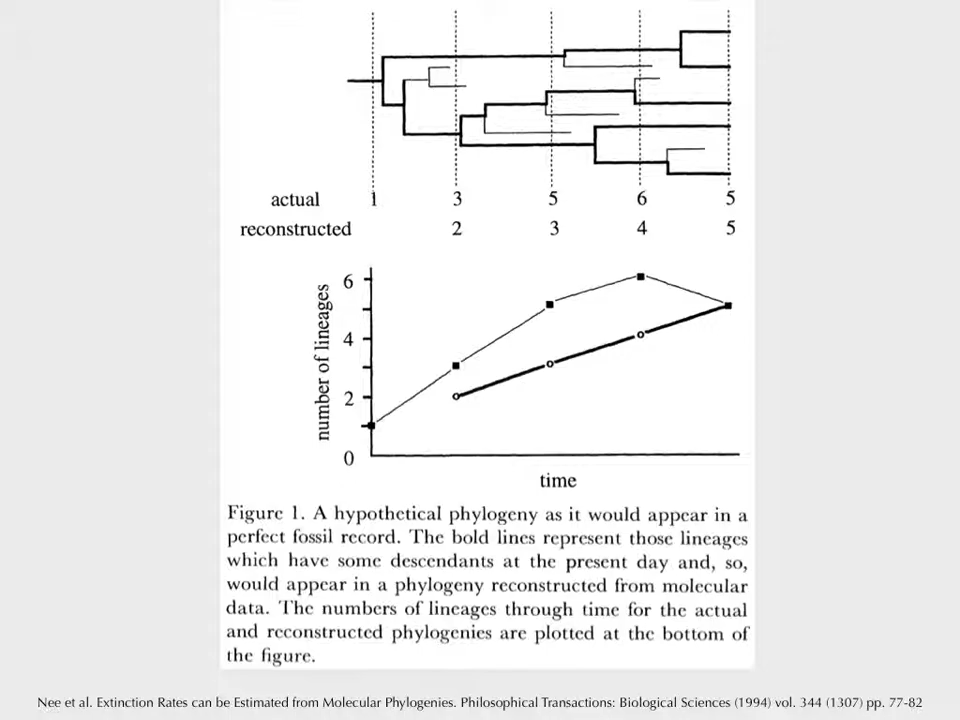 actual 1 3 5 6 5
reconstructed 2 3 4 5
6
4
2
0
number of lineages
time
Figure 1. A hypothetical phylogeny as it would appear in a
perfect fossil record. The bold lines represent those lineages
which have some descendants at the present day and, so,
would appear in a phylogeny reconstructed from molecular
data. The numbers of lineages through time for the actual
and reconstructed phylogenies are plotted at the bottom of
the figure.
Nee et al. Extinction Rates can be Estimated from Molecular Phylogenies. Philosophical Transactions: Biological Sciences (1994) vol. 344 (1307) pp. 77-82